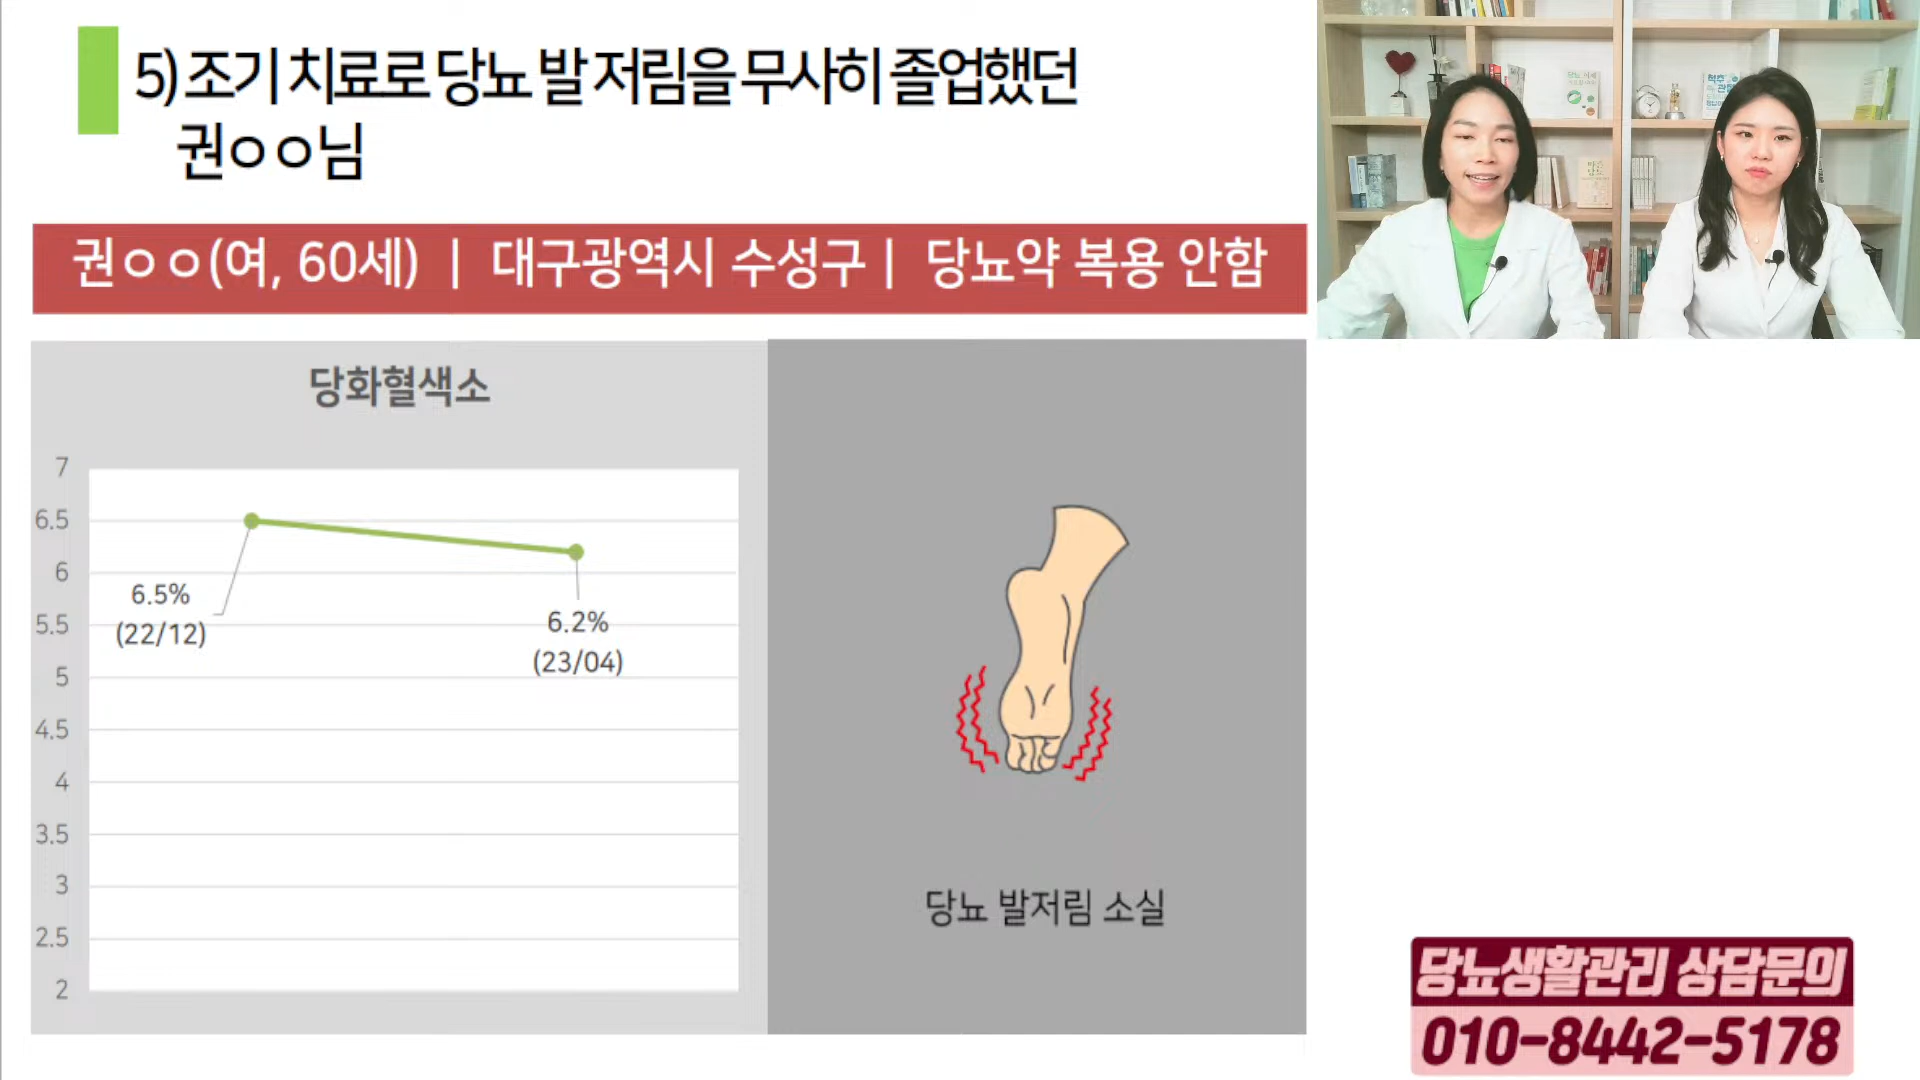 5) 조기 치료로 당뇨 발 저림을 무사히 졸업했던
권ㅇㅇ님
권ㅇㅇ(여, 60세) | 대구광역시 수성구 | 당뇨약 복용 안함
당화혈색소
7
6.5
6
5.5
5
4.5
4
3.5
3
2.5
2
6.5%
(22/12)
6.2%
(23/04)
당뇨 발저림 소실
당뇨생활관리 상담문의
010-8442-5178